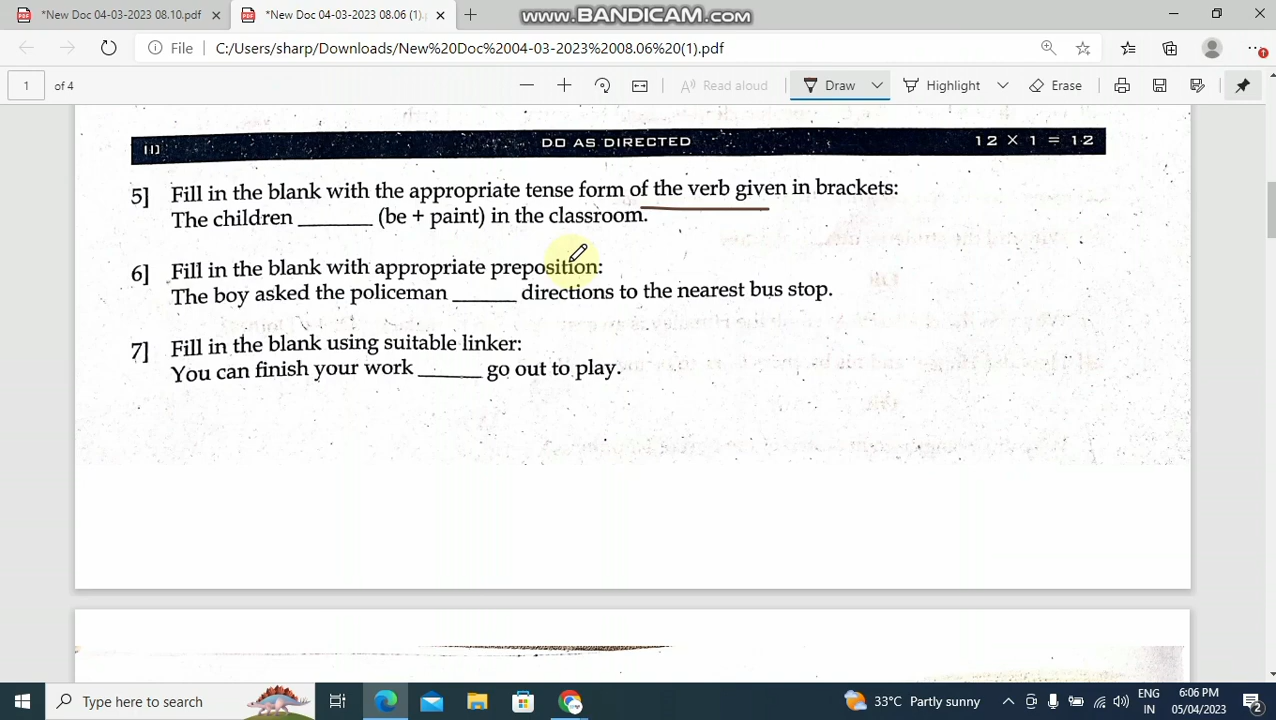 *New Doc 04-03-2023 08.10.pdf
*New Doc 04-03-2023 08.06 (1).
www.BANDICAM.com
File
C:/Users/sharp/Downloads/New%20Doc%2004-03-2023%2008.06%20(1).pdf
1 of 4
Read aloud
Draw
Highlight
Erase
II]
DO AS DIRECTED
12 × 1 = 12
5] Fill in the blank with the appropriate tense form of the verb given in brackets:
The children _______ (be + paint) in the classroom.
6] Fill in the blank with appropriate preposition:
The boy asked the policeman ______ directions to the nearest bus stop.
7] Fill in the blank using suitable linker:
You can finish your work ______ go out to play.
Type here to search
33°C Partly sunny
ENG
IN
6:06 PM
05/04/2023
2